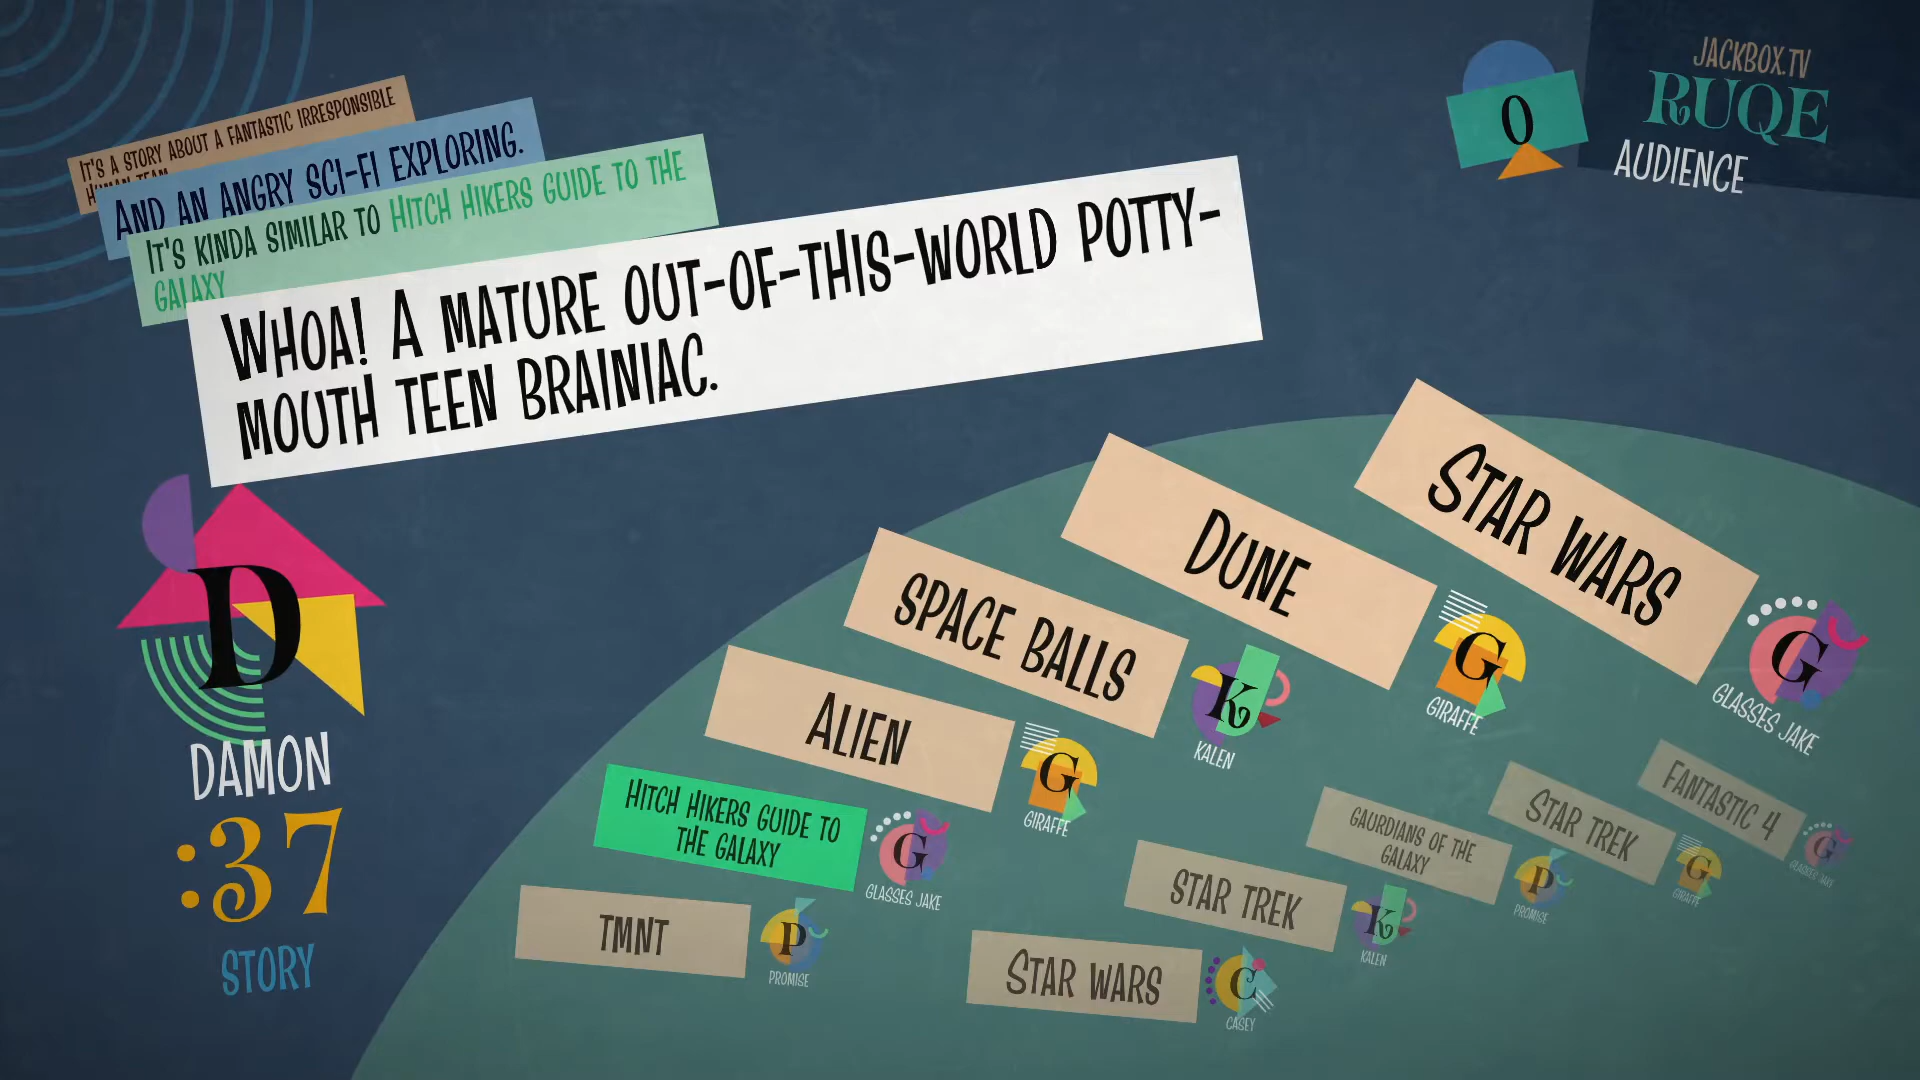 IT'S A STORY ABOUT A FANTASTIC IRRESPONSIBLE
HUMAN TEAM
AND AN ANGRY SCI-FI EXPLORING.
IT'S KINDA SIMILAR TO HITCH HIKERS GUIDE TO THE
GALAXY
WHOA! A MATURE OUT-OF-THIS-WORLD POTTY-
MOUTH TEEN BRAINIAC.
0
JACKBOX.TV
RUQE
AUDIENCE
D
DAMON
:37
STORY
STAR WARS
G
GLASSES JAKE
DUNE
G
GIRAFFE
SPACE BALLS
K
KALEN
ALIEN
G
GIRAFFE
HITCH HIKERS GUIDE TO
THE GALAXY
G
GLASSES JAKE
TMNT
P
PROMISE
FANTASTIC 4
G
GLASSES JAKE
STAR TREK
G
GIRAFFE
GAURDIANS OF THE
GALAXY
P
PROMISE
STAR TREK
K
KALEN
STAR WARS
C
CASEY